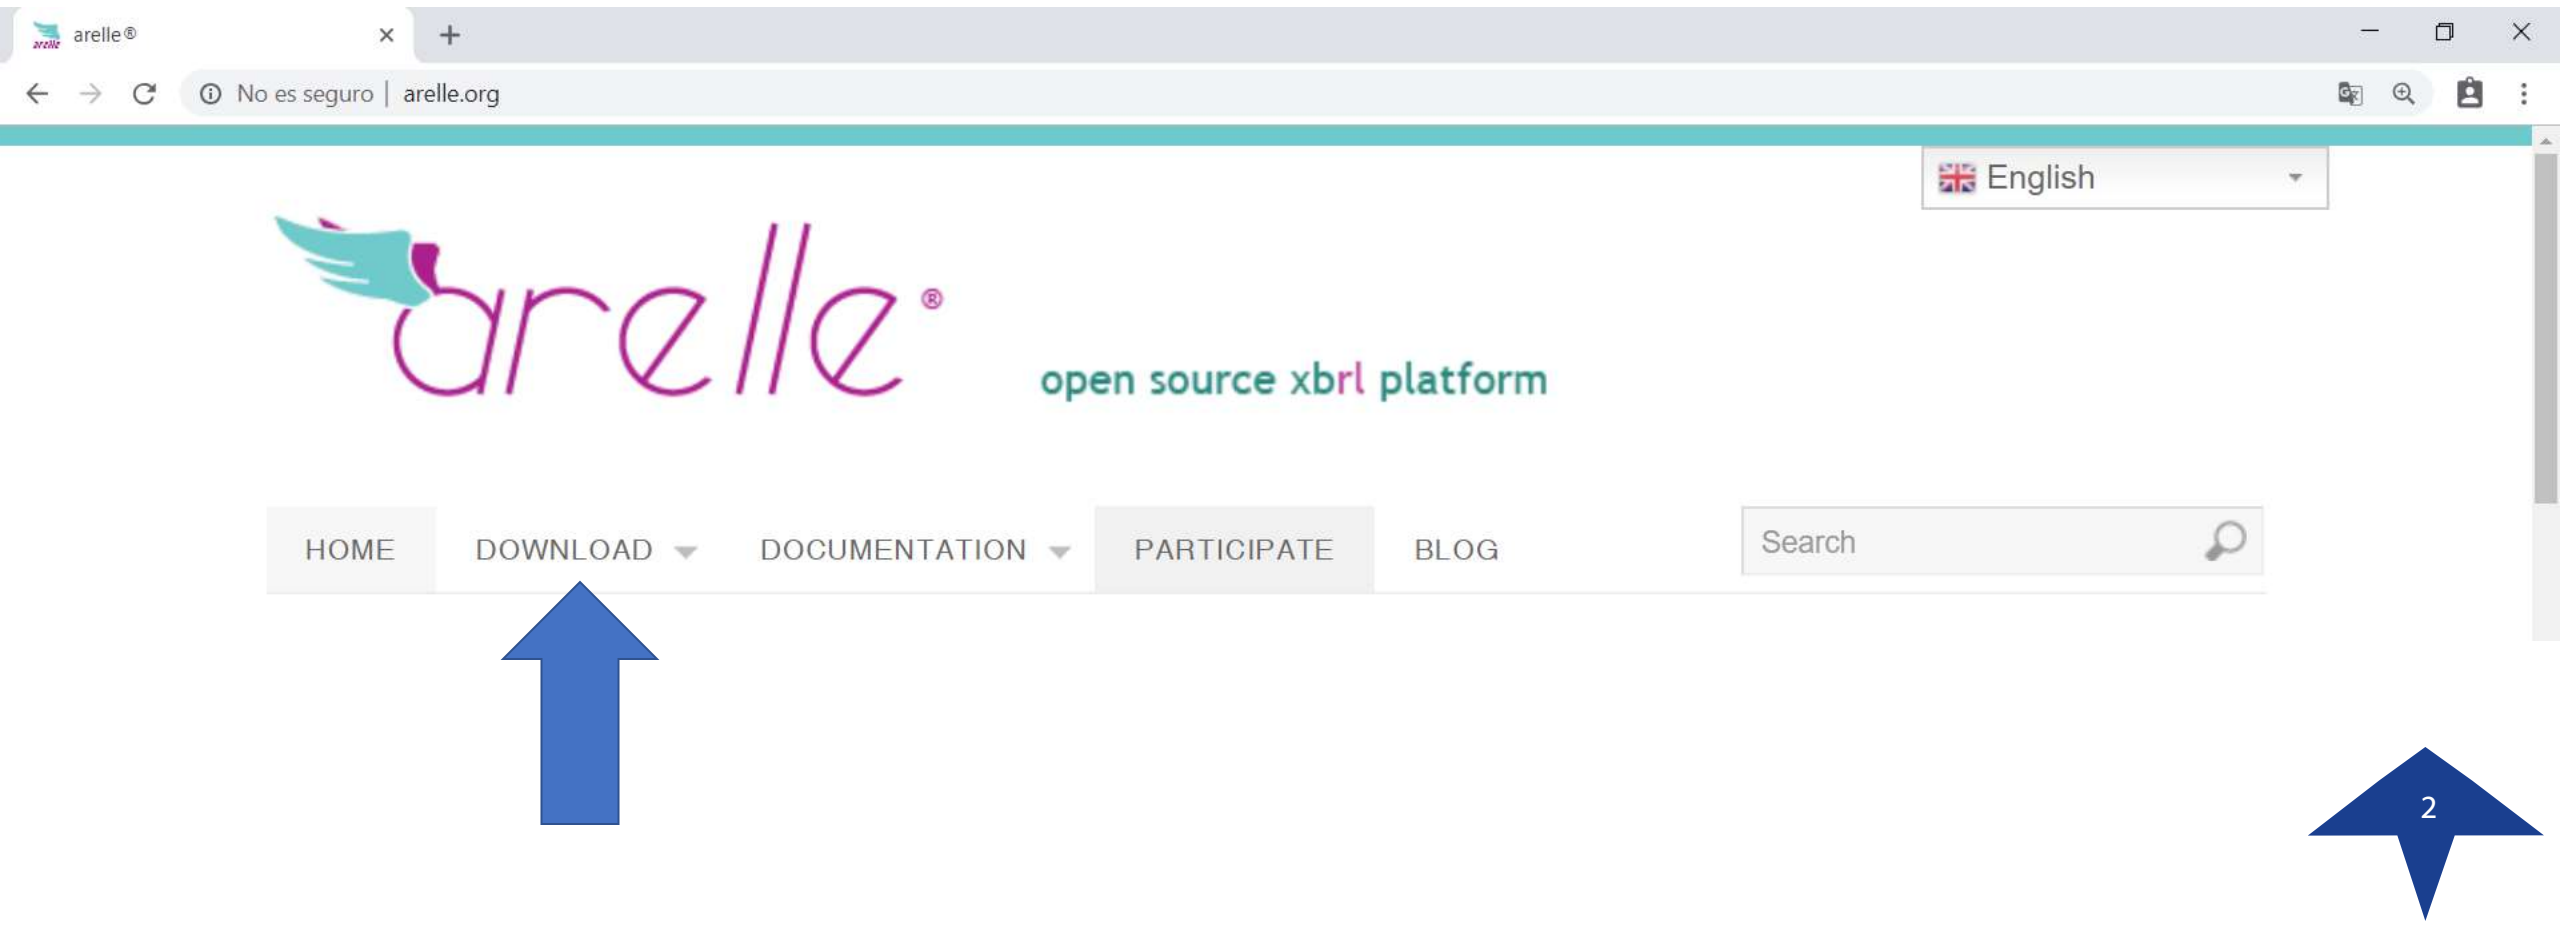 arelle®
No es seguro | arelle.org
English
arelle®
open source xbrl platform
HOME DOWNLOAD DOCUMENTATION PARTICIPATE BLOG Search
2